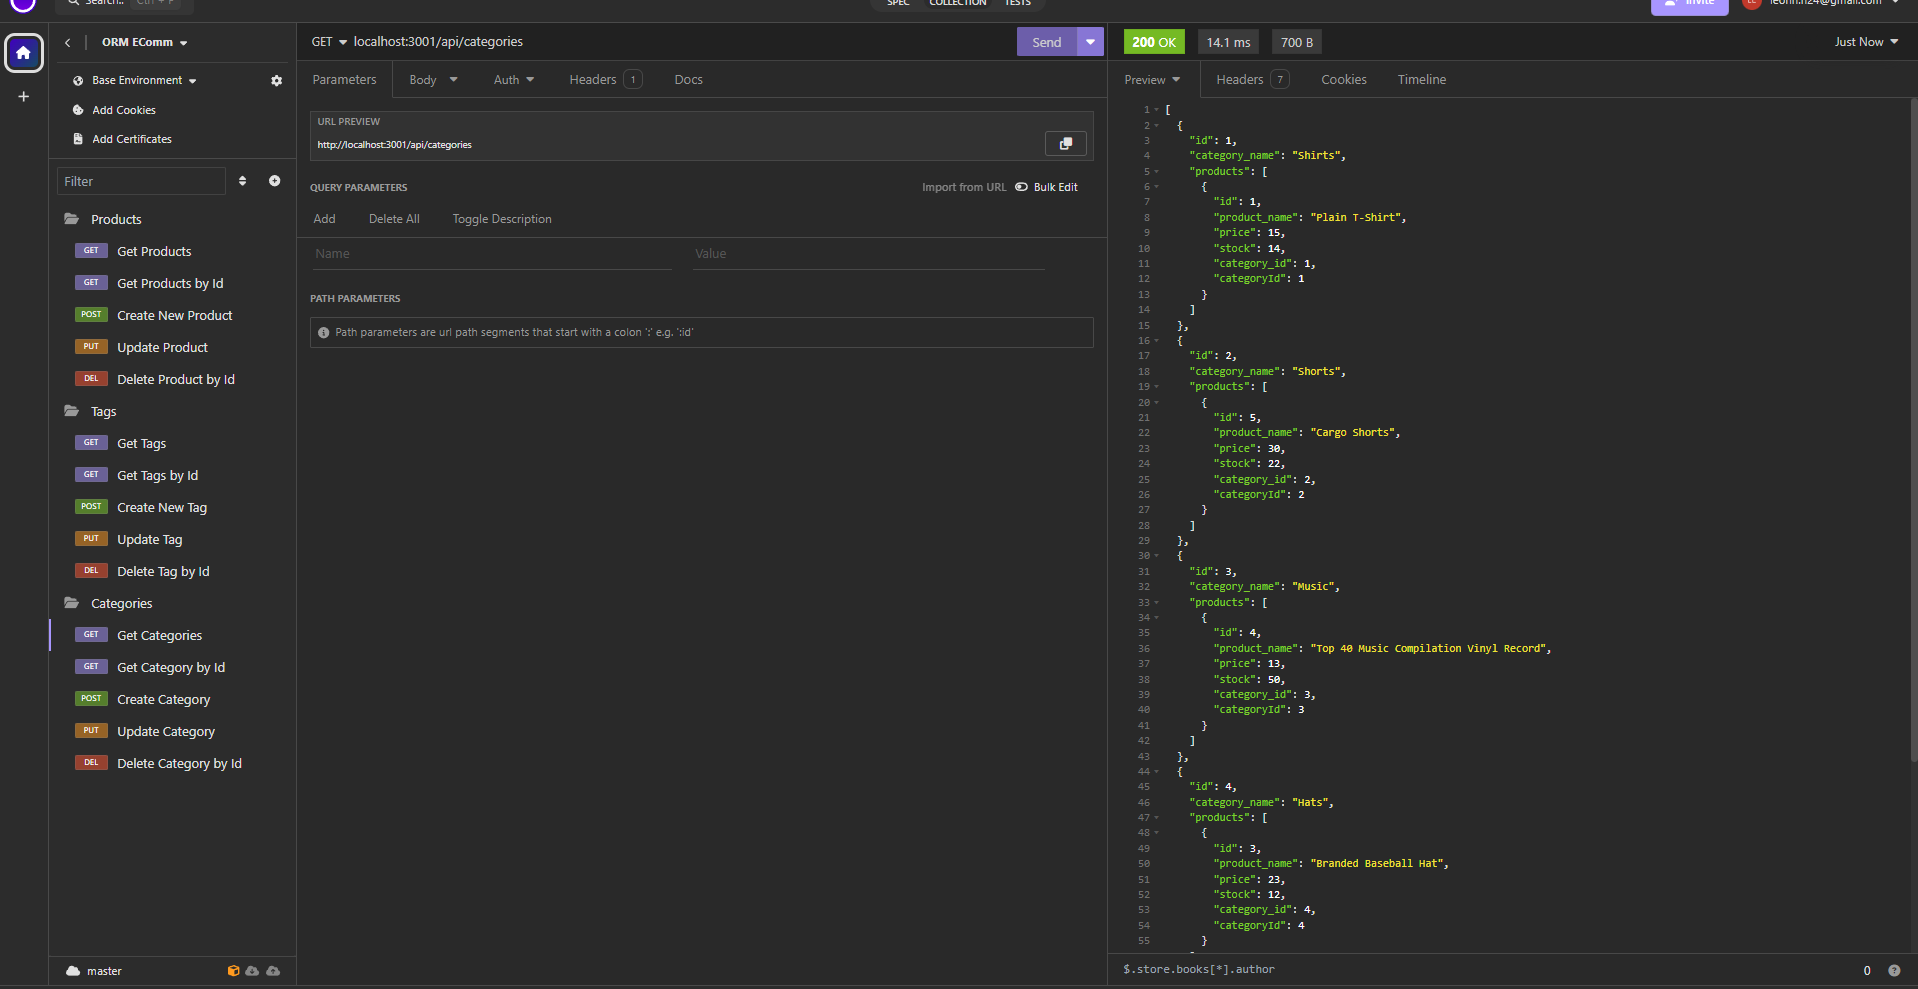 Search.. Ctrl + P
SPEC COLLECTION TESTS
Invite
leohn.h24@gmail.com
ORM EComm
Base Environment
Add Cookies
Add Certificates
Filter
Products
GET Get Products
GET Get Products by Id
POST Create New Product
PUT Update Product
DEL Delete Product by Id
Tags
GET Get Tags
GET Get Tags by Id
POST Create New Tag
PUT Update Tag
DEL Delete Tag by Id
Categories
GET Get Categories
GET Get Category by Id
POST Create Category
PUT Update Category
DEL Delete Category by Id
master
GET localhost:3001/api/categories Send
Parameters Body Auth Headers 1 Docs
URL PREVIEW
http://localhost:3001/api/categories
QUERY PARAMETERS Import from URL Bulk Edit
Add Delete All Toggle Description
Name Value
PATH PARAMETERS
Path parameters are url path segments that start with a colon ':' e.g. ':id'
200 OK 14.1 ms 700 B Just Now
Preview Headers 7 Cookies Timeline
1 [
2 {
3 "id": 1,
4 "category_name": "Shirts",
5 "products": [
6 {
7 "id": 1,
8 "product_name": "Plain T-Shirt",
9 "price": 15,
10 "stock": 14,
11 "category_id": 1,
12 "categoryId": 1
13 }
14 ]
15 },
16 {
17 "id": 2,
18 "category_name": "Shorts",
19 "products": [
20 {
21 "id": 5,
22 "product_name": "Cargo Shorts",
23 "price": 30,
24 "stock": 22,
25 "category_id": 2,
26 "categoryId": 2
27 }
28 ]
29 },
30 {
31 "id": 3,
32 "category_name": "Music",
33 "products": [
34 {
35 "id": 4,
36 "product_name": "Top 40 Music Compilation Vinyl Record",
37 "price": 13,
38 "stock": 50,
39 "category_id": 3,
40 "categoryId": 3
41 }
42 ]
43 },
44 {
45 "id": 4,
46 "category_name": "Hats",
47 "products": [
48 {
49 "id": 3,
50 "product_name": "Branded Baseball Hat",
51 "price": 23,
52 "stock": 12,
53 "category_id": 4,
54 "categoryId": 4
55 }
$.store.books[*].author 0